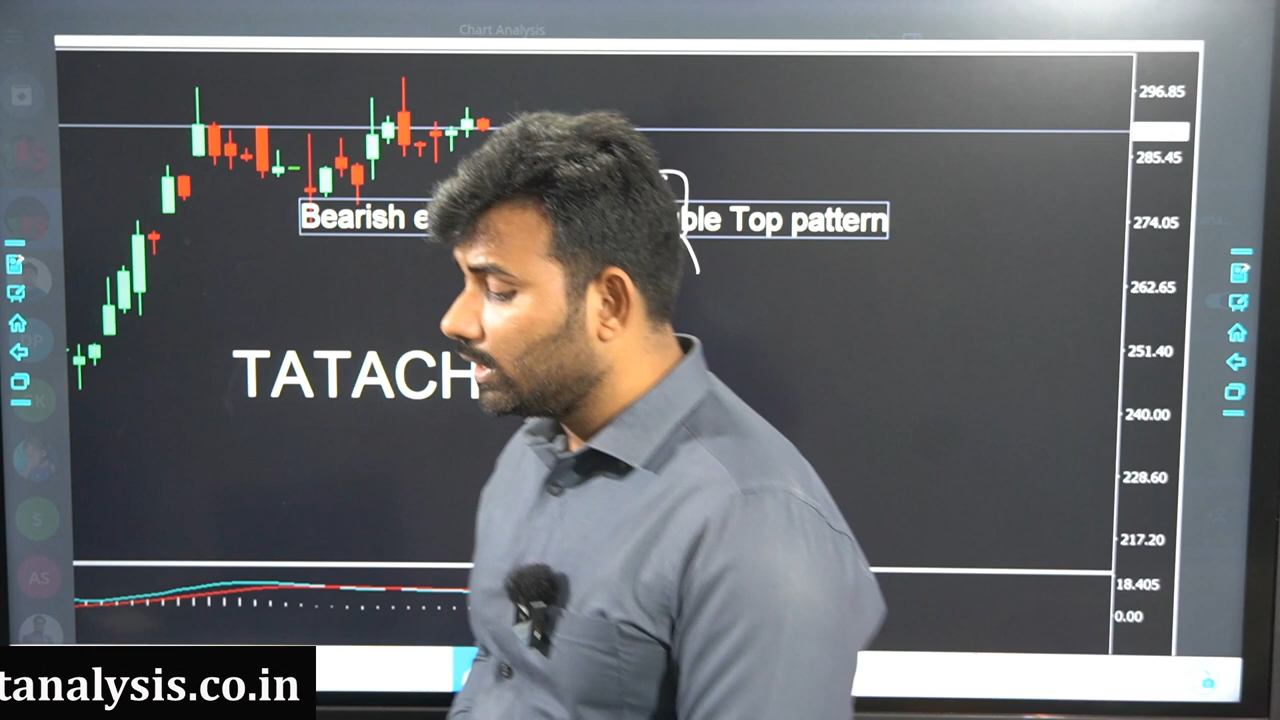 Chart Analysis
296.85
285.45
Bearish e ble Top pattern
274.05
262.65
251.40
TATACH
240.00
228.60
217.20
18.405
0.00
S
AS
tanalysis.co.in